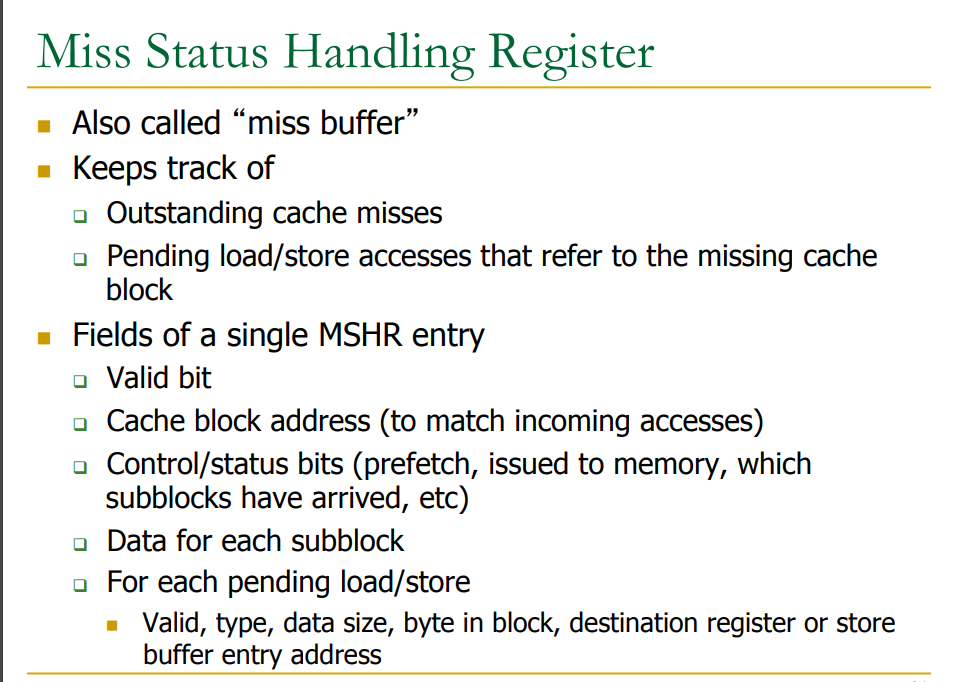 Miss Status Handling Register
Also called “miss buffer”
Keeps track of
Outstanding cache misses
Pending load/store accesses that refer to the missing cache
block
Fields of a single MSHR entry
Valid bit
Cache block address (to match incoming accesses)
Control/status bits (prefetch, issued to memory, which
subblocks have arrived, etc)
Data for each subblock
For each pending load/store
Valid, type, data size, byte in block, destination register or store
buffer entry address